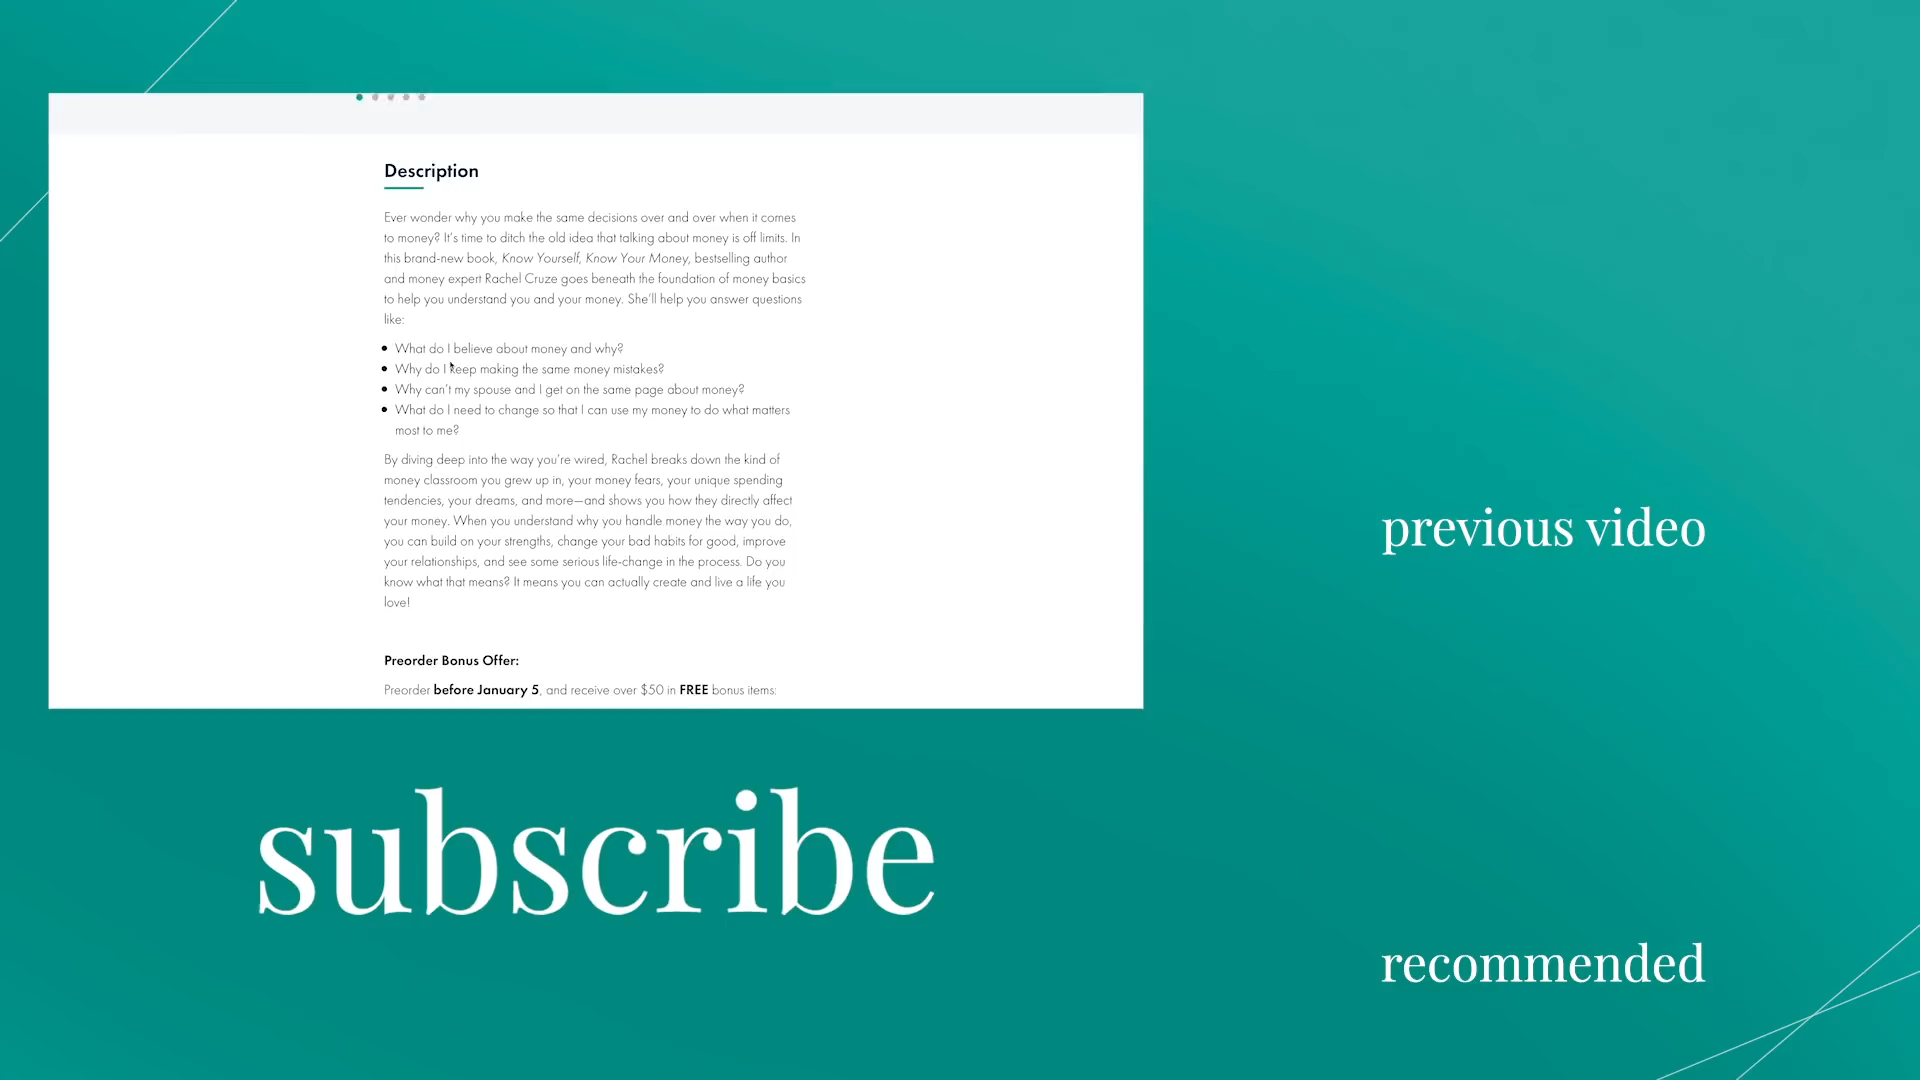 Description
Ever wonder why you make the same decisions over and over when it comes
to money? It's time to ditch the old idea that talking about money is off limits. In
this brand-new book, Know Yourself, Know Your Money, bestselling author
and money expert Rachel Cruze goes beneath the foundation of money basics
to help you understand you and your money. She'll help you answer questions
like:
• What do I believe about money and why?
• Why do I keep making the same money mistakes?
• Why can't my spouse and I get on the same page about money?
• What do I need to change so that I can use my money to do what matters
most to me?
By diving deep into the way you're wired, Rachel breaks down the kind of
money classroom you grew up in, your money fears, your unique spending
tendencies, your dreams, and more—and shows you how they directly affect
your money. When you understand why you handle money the way you do,
you can build on your strengths, change your bad habits for good, improve
your relationships, and see some serious life-change in the process. Do you
know what that means? It means you can actually create and live a life you
love!
Preorder Bonus Offer:
Preorder before January 5, and receive over $50 in FREE bonus items:
previous video
subscribe
recommended